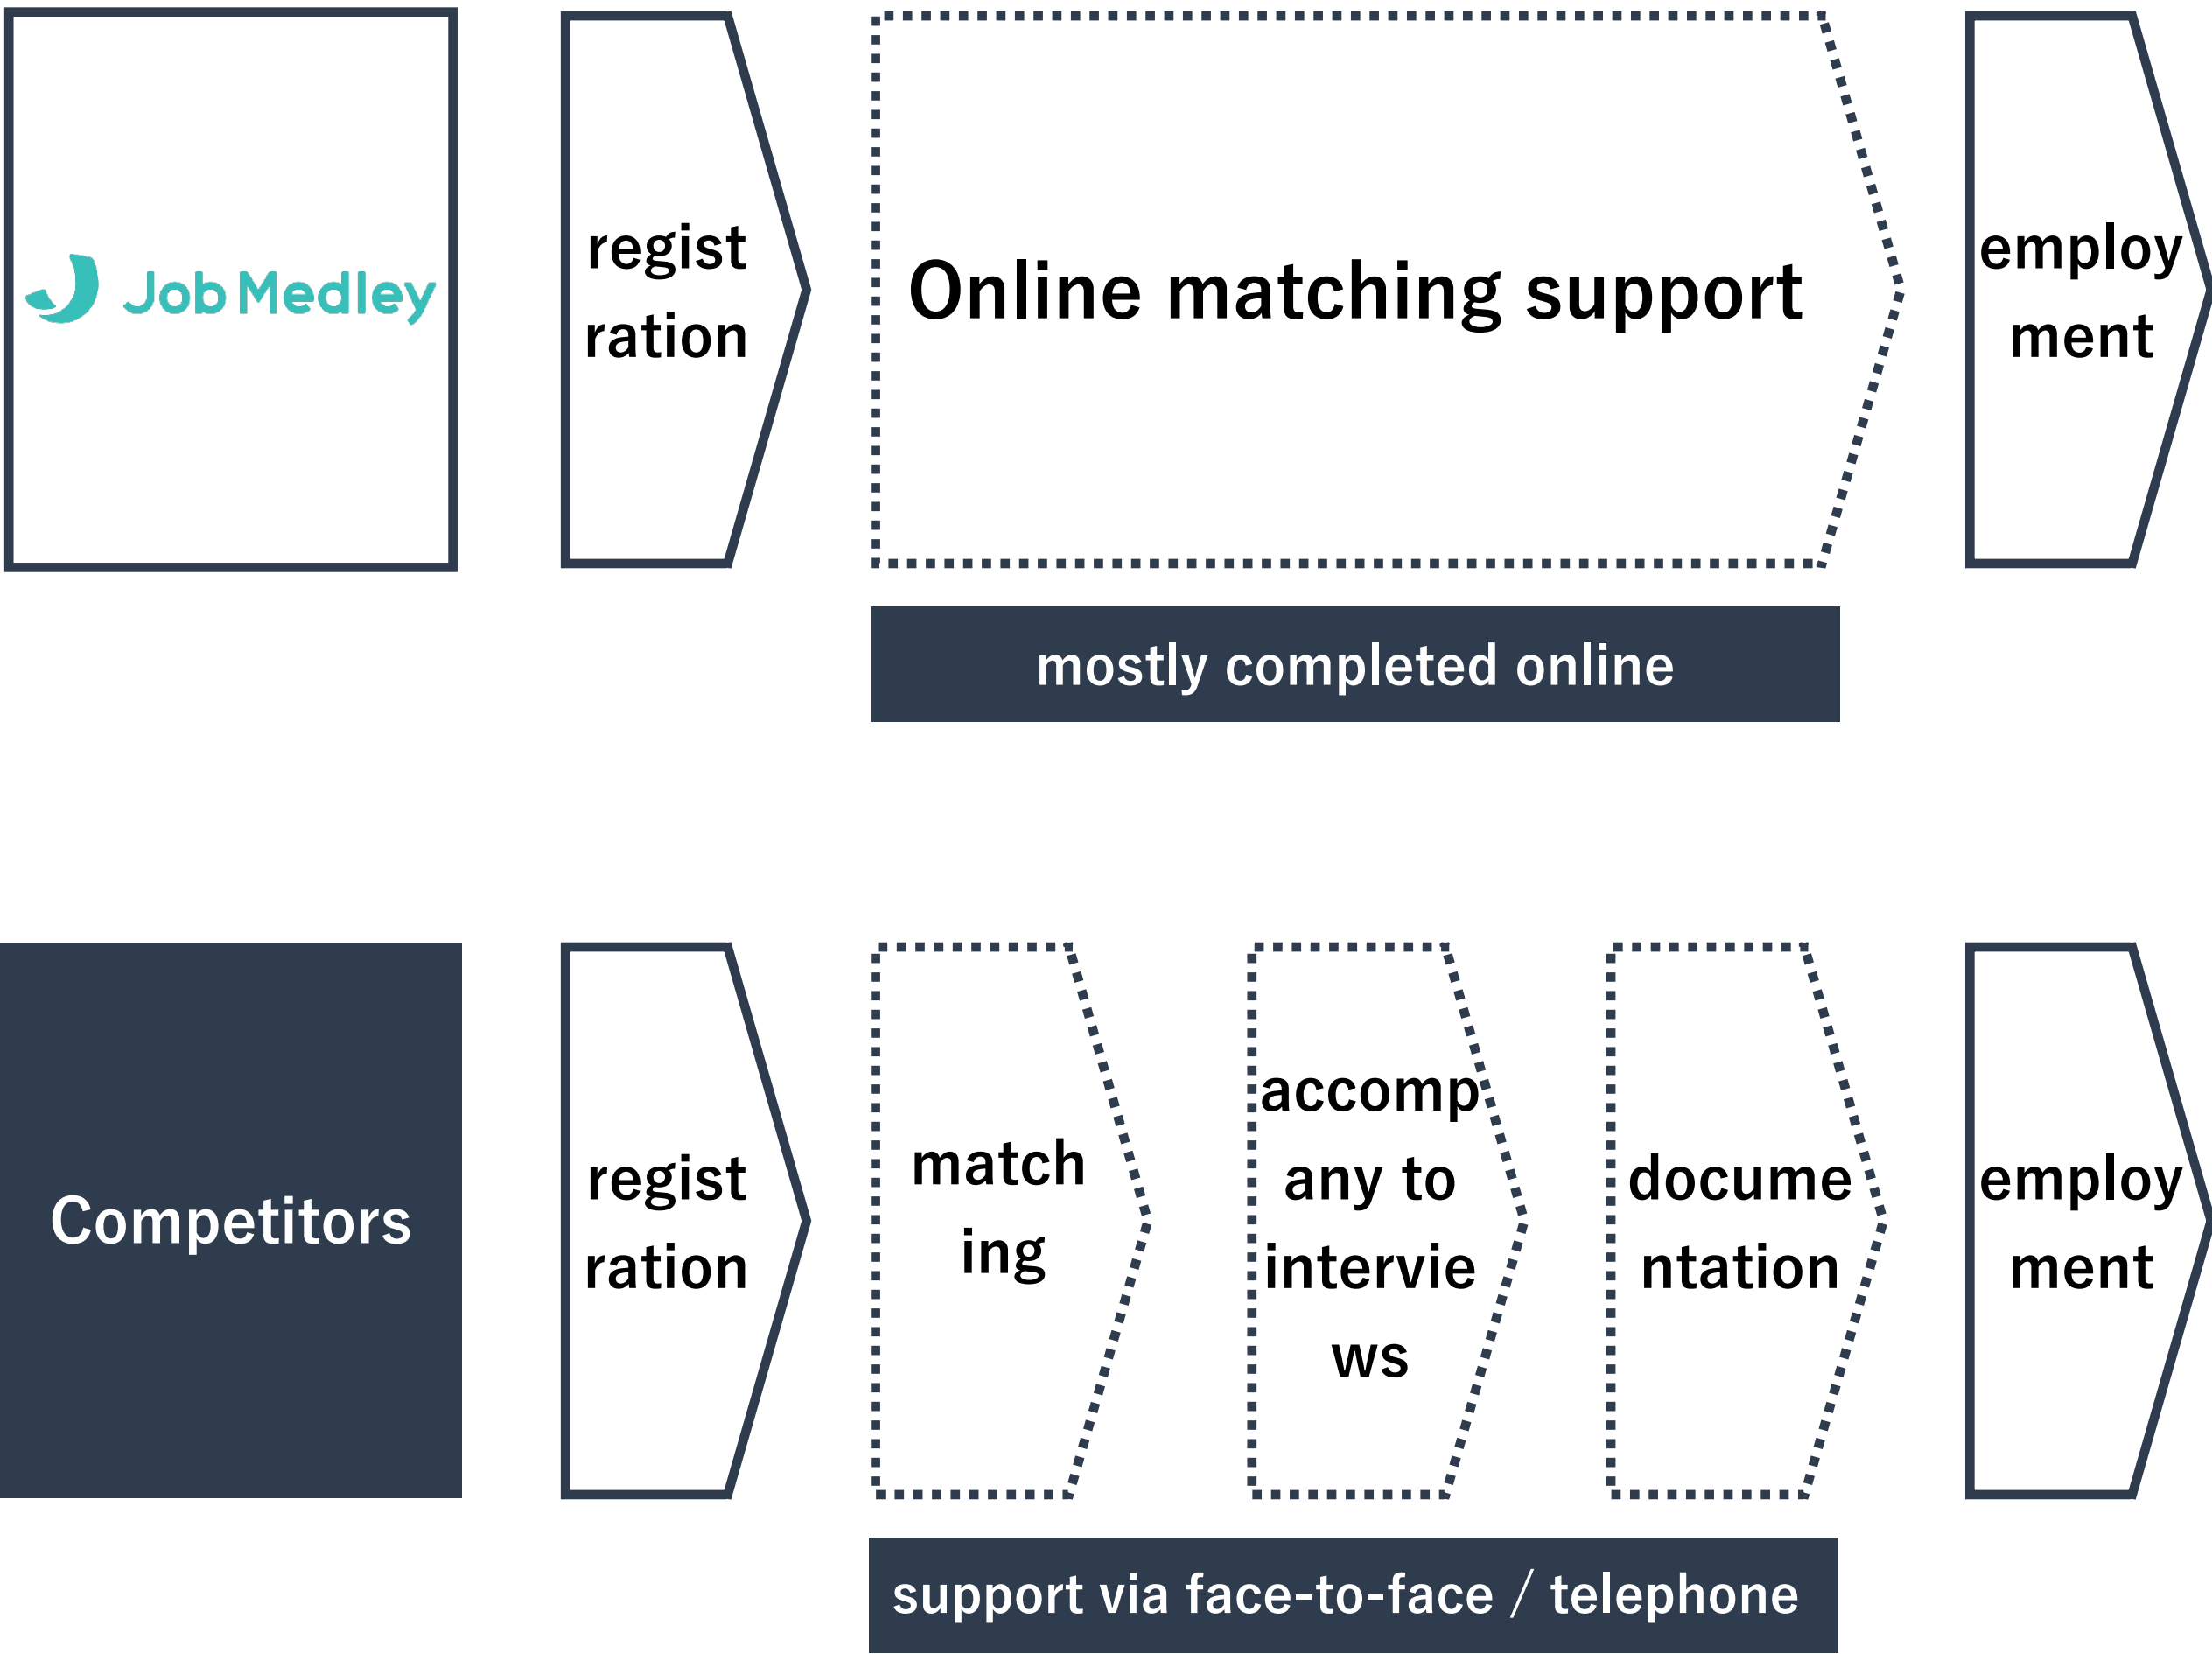 Job Medley
regist
ration
Online matching support
employ
ment
mostly completed online
Competitors
regist
ration
match
ing
accomp
any to
intervie
ws
docume
ntation
employ
ment
support via face-to-face / telephone